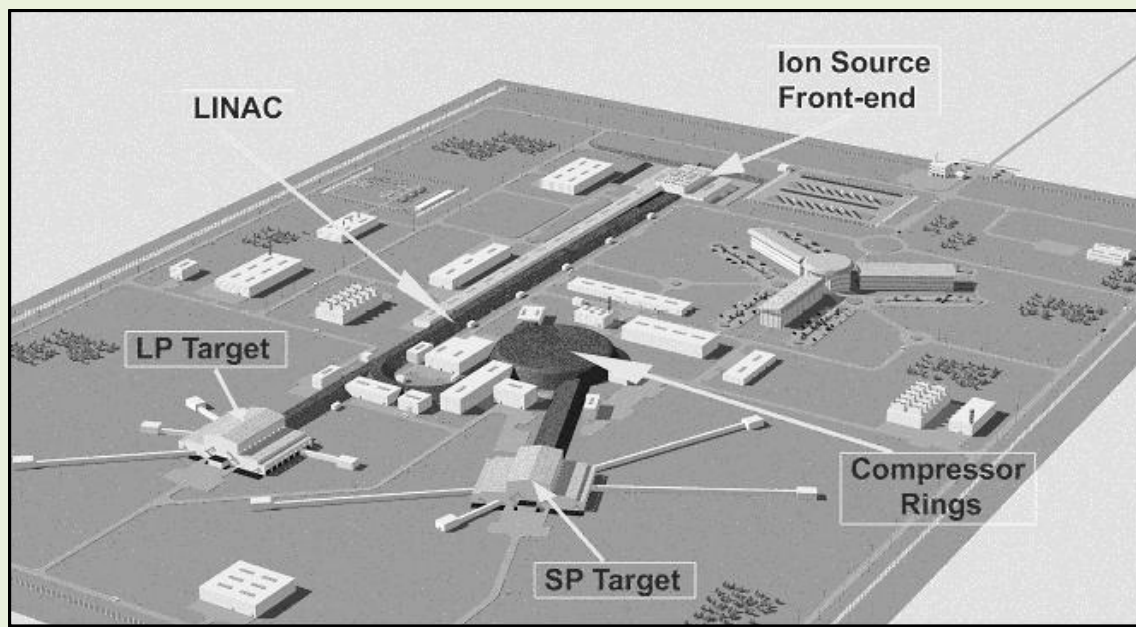 Ion Source
Front-end
LINAC
LP Target
Compressor
Rings
SP Target